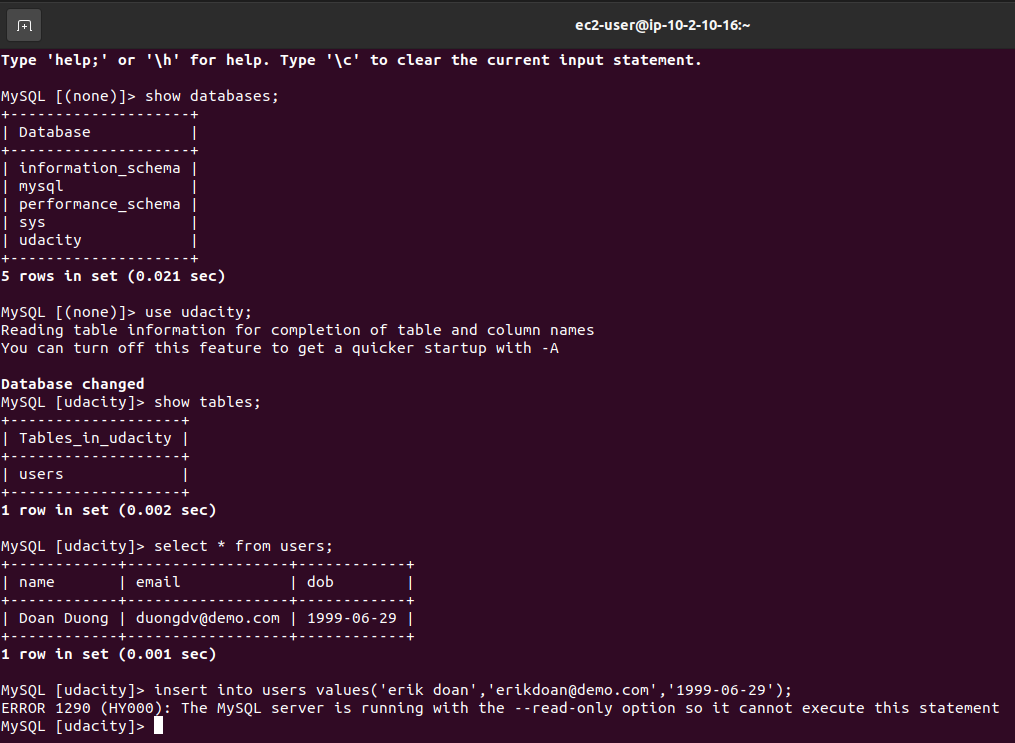 ec2-user@ip-10-2-10-16:~
Type 'help;' or '\h' for help. Type '\c' to clear the current input statement.
MySQL [(none)]> show databases;
+--------------------+
| Database           |
+--------------------+
| information_schema |
| mysql              |
| performance_schema |
| sys                |
| udacity            |
+--------------------+
5 rows in set (0.021 sec)
MySQL [(none)]> use udacity;
Reading table information for completion of table and column names
You can turn off this feature to get a quicker startup with -A
Database changed
MySQL [udacity]> show tables;
+-------------------+
| Tables_in_udacity |
+-------------------+
| users             |
+-------------------+
1 row in set (0.002 sec)
MySQL [udacity]> select * from users;
+------------+------------------+------------+
| name       | email            | dob        |
+------------+------------------+------------+
| Doan Duong | duongdv@demo.com | 1999-06-29 |
+------------+------------------+------------+
1 row in set (0.001 sec)
MySQL [udacity]> insert into users values('erik doan','erikdoan@demo.com','1999-06-29');
ERROR 1290 (HY000): The MySQL server is running with the --read-only option so it cannot execute this statement
MySQL [udacity]>